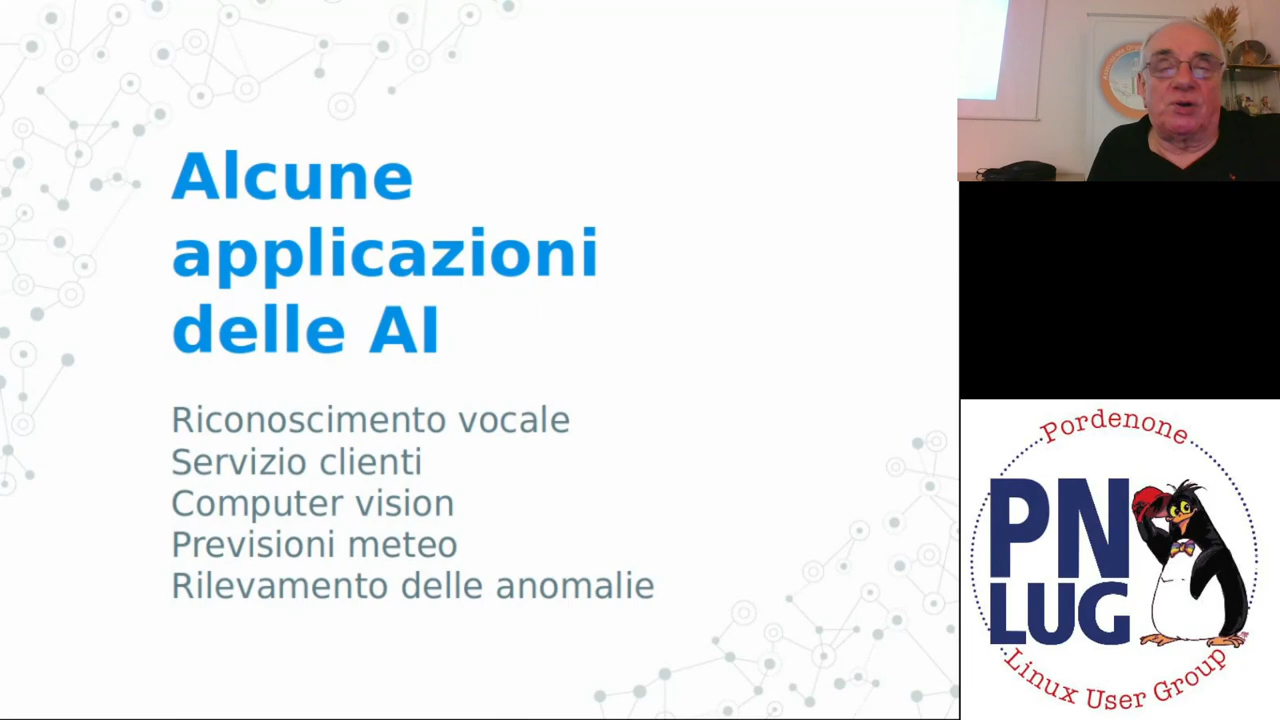 Alcune
applicazioni
delle AI
Riconoscimento vocale
Servizio clienti
Computer vision
Previsioni meteo
Rilevamento delle anomalie
Pordenone
PN
LUG
Linux User Group